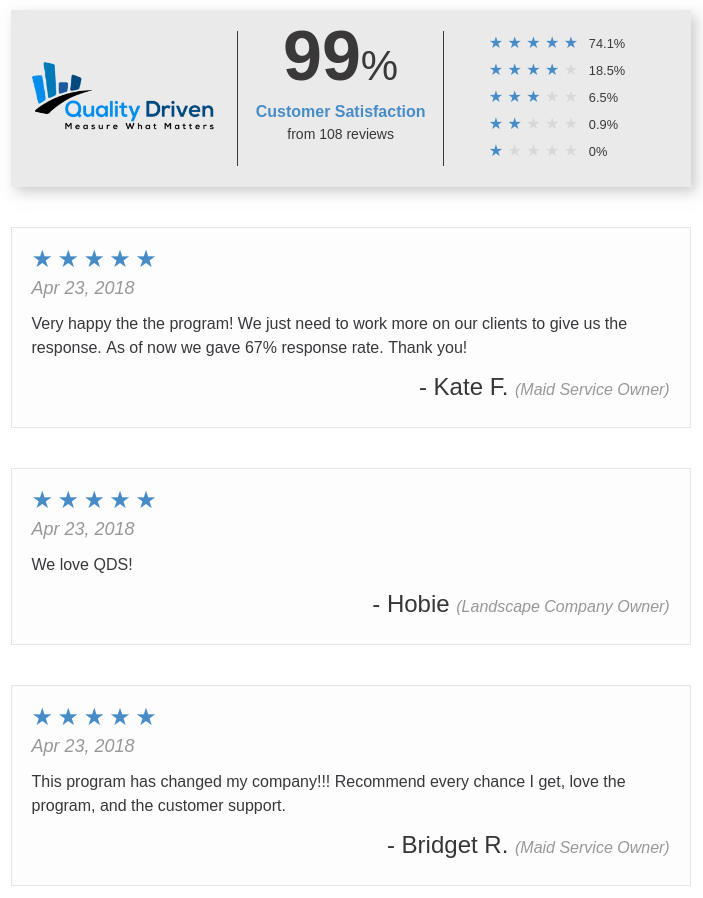 Quality Driven
Measure What Matters
99%
Customer Satisfaction
from 108 reviews
74.1%
18.5%
6.5%
0.9%
0%
Apr 23, 2018
Very happy the the program! We just need to work more on our clients to give us the
response. As of now we gave 67% response rate. Thank you!
- Kate F. (Maid Service Owner)
Apr 23, 2018
We love QDS!
- Hobie (Landscape Company Owner)
Apr 23, 2018
This program has changed my company!!! Recommend every chance I get, love the
program, and the customer support.
- Bridget R. (Maid Service Owner)